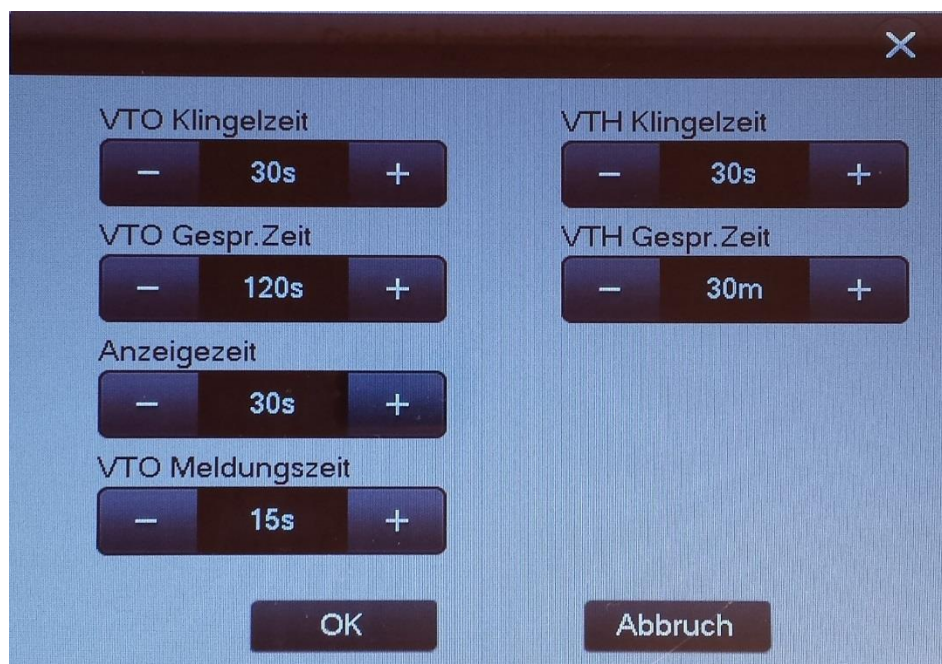 VTO Klingelzeit
VTH Klingelzeit
− 30s +
− 30s +
VTO Gespr.Zeit
VTH Gespr.Zeit
− 120s +
− 30m +
Anzeigezeit
− 30s +
VTO Meldungszeit
− 15s +
OK
Abbruch